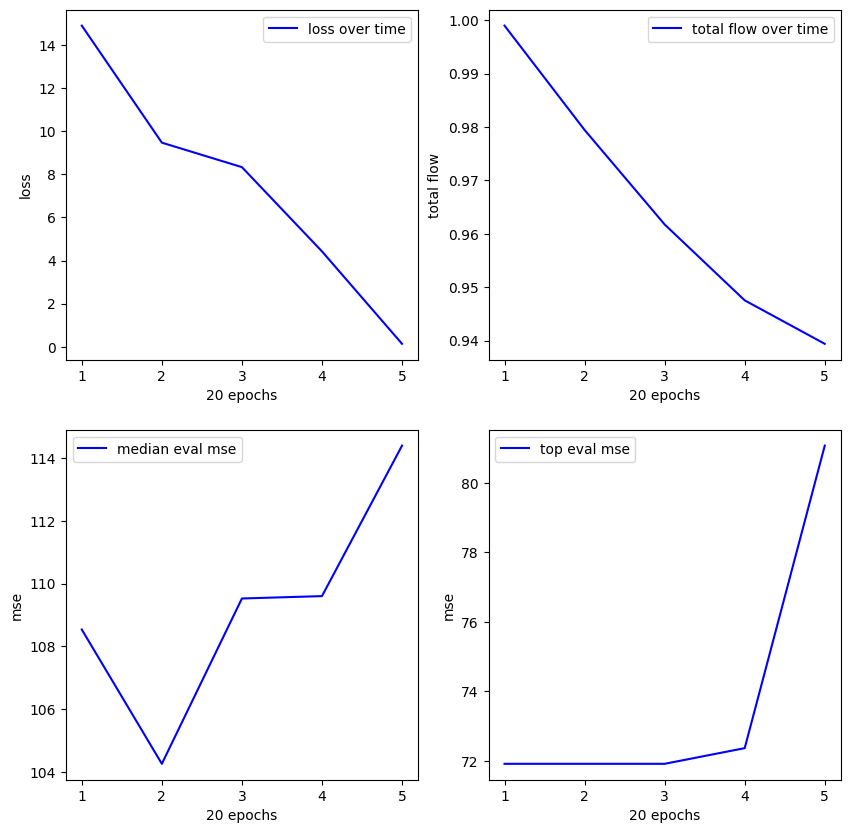 loss over time
14
12
10
8
6
4
2
0
loss
1 2 3 4 5
20 epochs
total flow over time
1.00
0.99
0.98
0.97
0.96
0.95
0.94
total flow
1 2 3 4 5
20 epochs
median eval mse
114
112
110
108
106
104
mse
1 2 3 4 5
20 epochs
top eval mse
80
78
76
74
72
mse
1 2 3 4 5
20 epochs